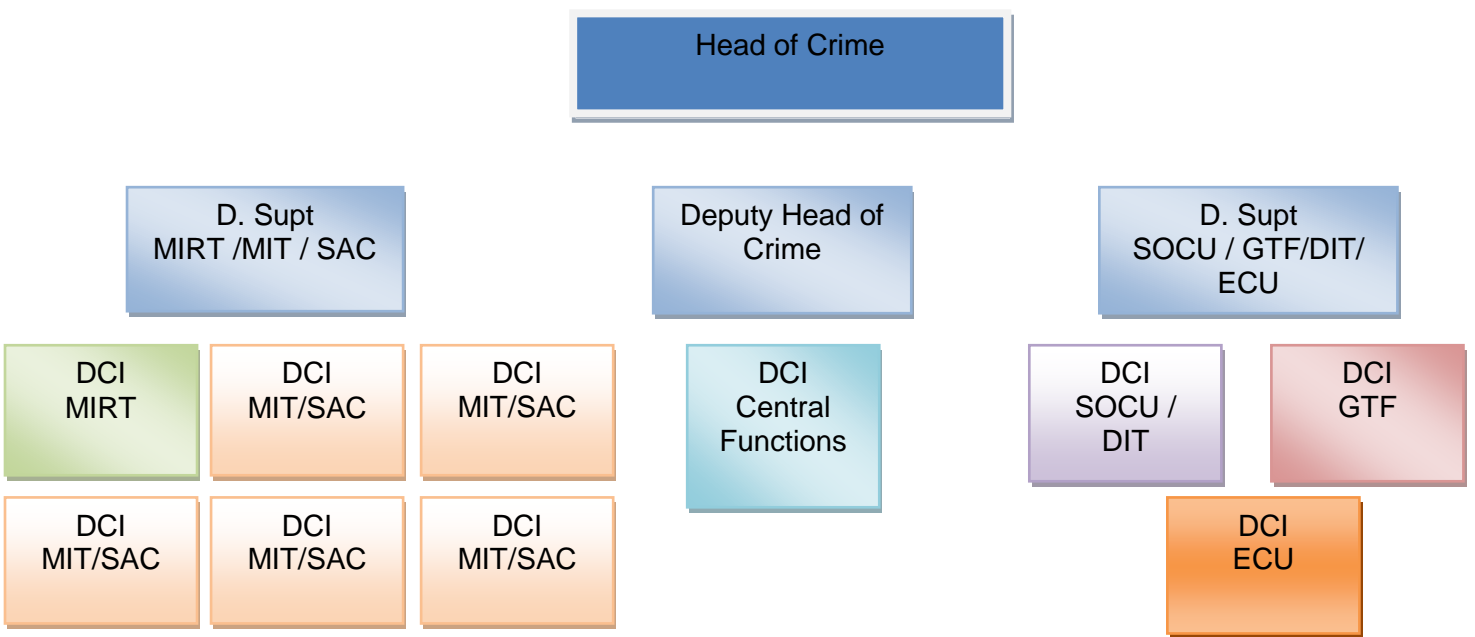 Head of Crime
D. Supt
MIRT /MIT / SAC
Deputy Head of
Crime
D. Supt
SOCU / GTF/DIT/
ECU
DCI
MIRT
DCI
MIT/SAC
DCI
MIT/SAC
DCI
Central
Functions
DCI
SOCU /
DIT
DCI
GTF
DCI
MIT/SAC
DCI
MIT/SAC
DCI
MIT/SAC
DCI
ECU